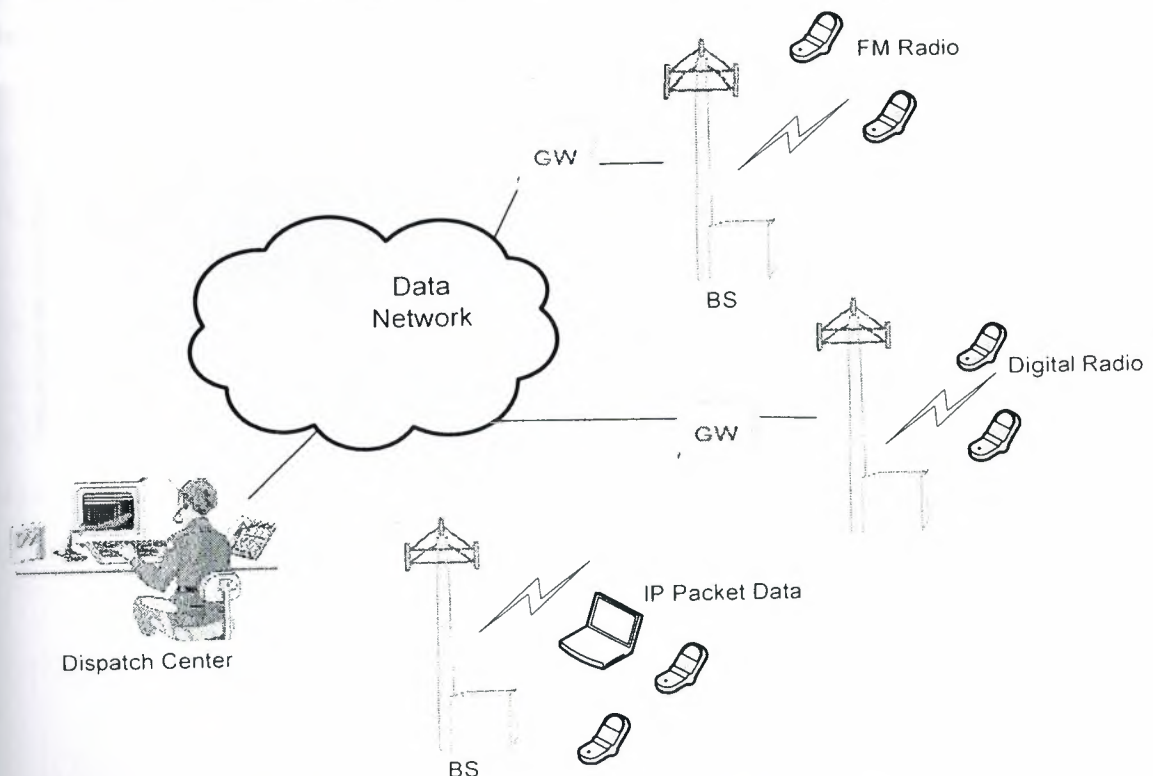 FM Radio
GW
Data
Network
BS
Digital Radio
GW
IP Packet Data
Dispatch Center
BS